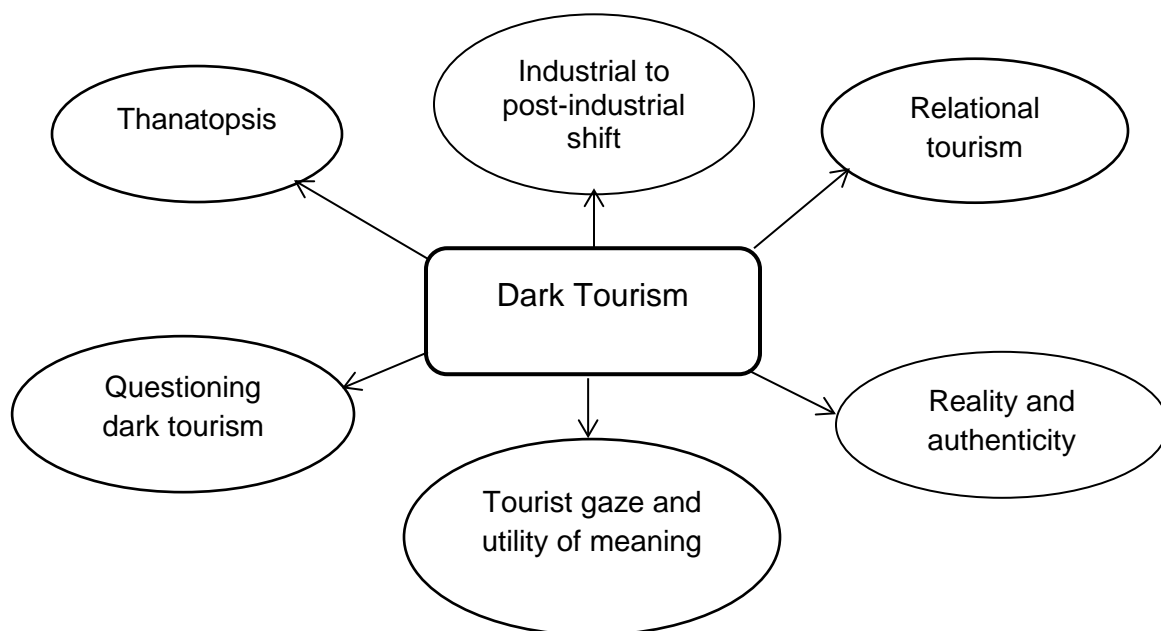 Thanatopsis
Industrial to
post-industrial
shift
Relational
tourism
Dark Tourism
Questioning
dark tourism
Reality and
authenticity
Tourist gaze and
utility of meaning